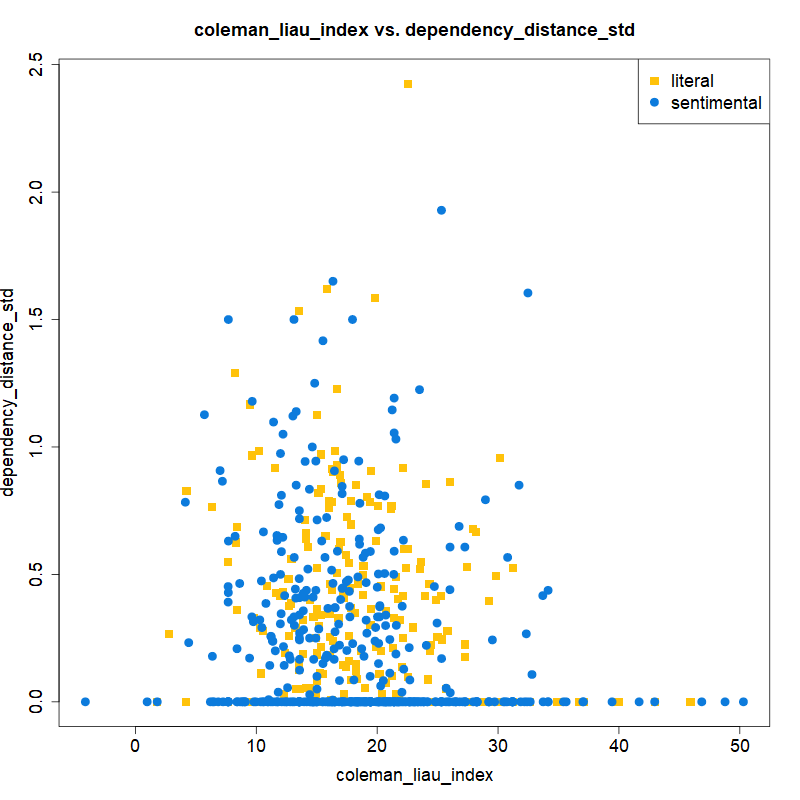 coleman_liau_index vs. dependency_distance_std
literal
sentimental
dependency_distance_std
2.5
2.0
1.5
1.0
0.5
0.0
0
10
20
30
40
50
coleman_liau_index